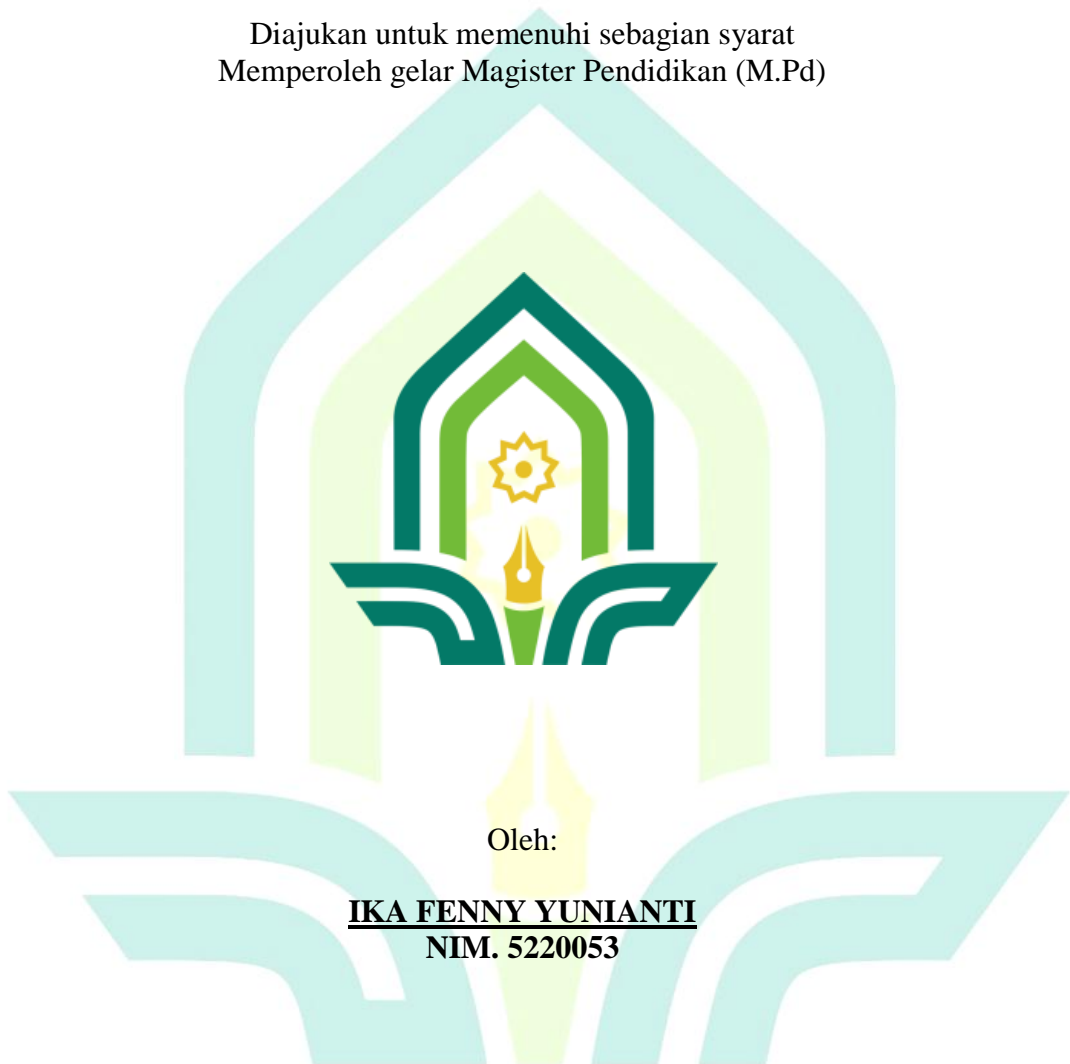 Diajukan untuk memenuhi sebagian syarat
Memperoleh gelar Magister Pendidikan (M.Pd)
Oleh:
IKA FENNY YUNIANTI
NIM. 5220053